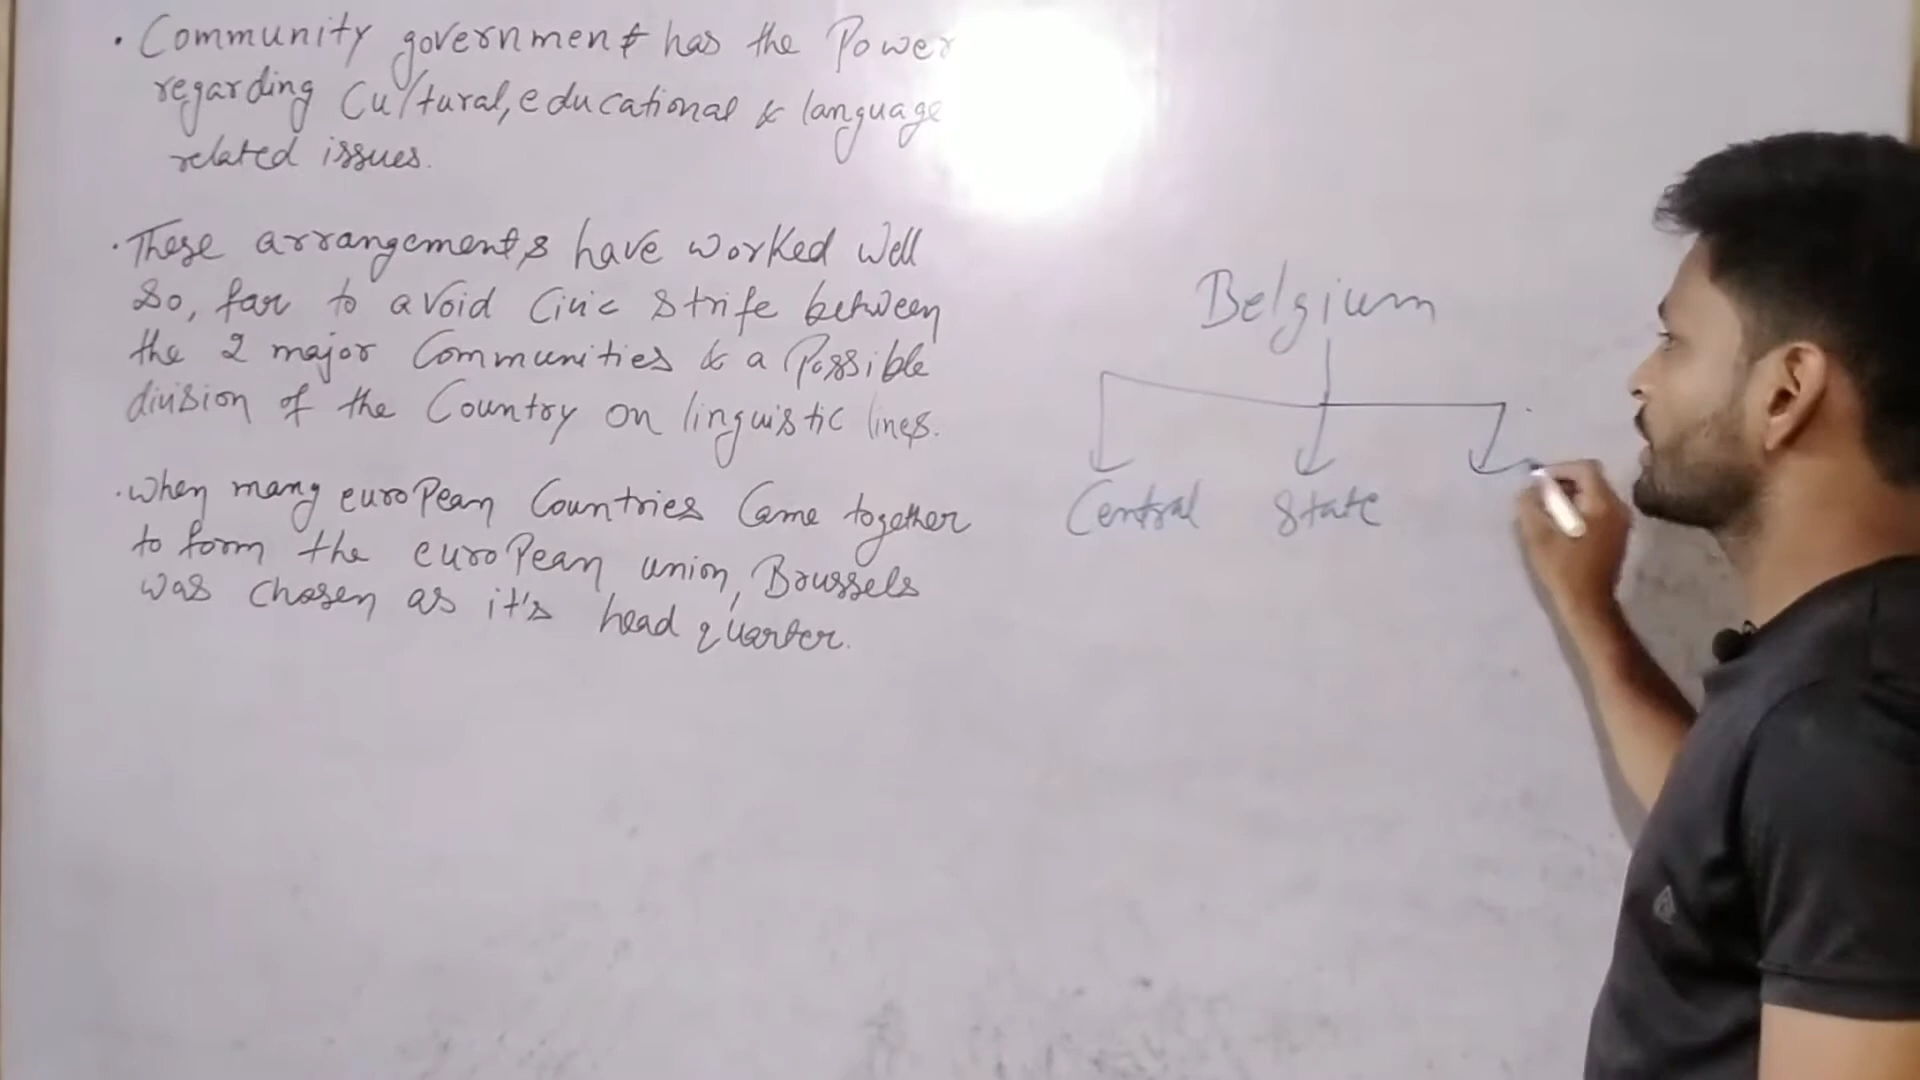 • Community government has the Power
regarding Cultural, educational & language
related issues.
• These arrangements have worked well
so, far to avoid Civic strife between
the 2 major Communities & a Possible
division of the Country on linguistic lines.
• When many european Countries Came together
to form the european union, Brussels
was chosen as it's head quarter.
Belgium
Central State